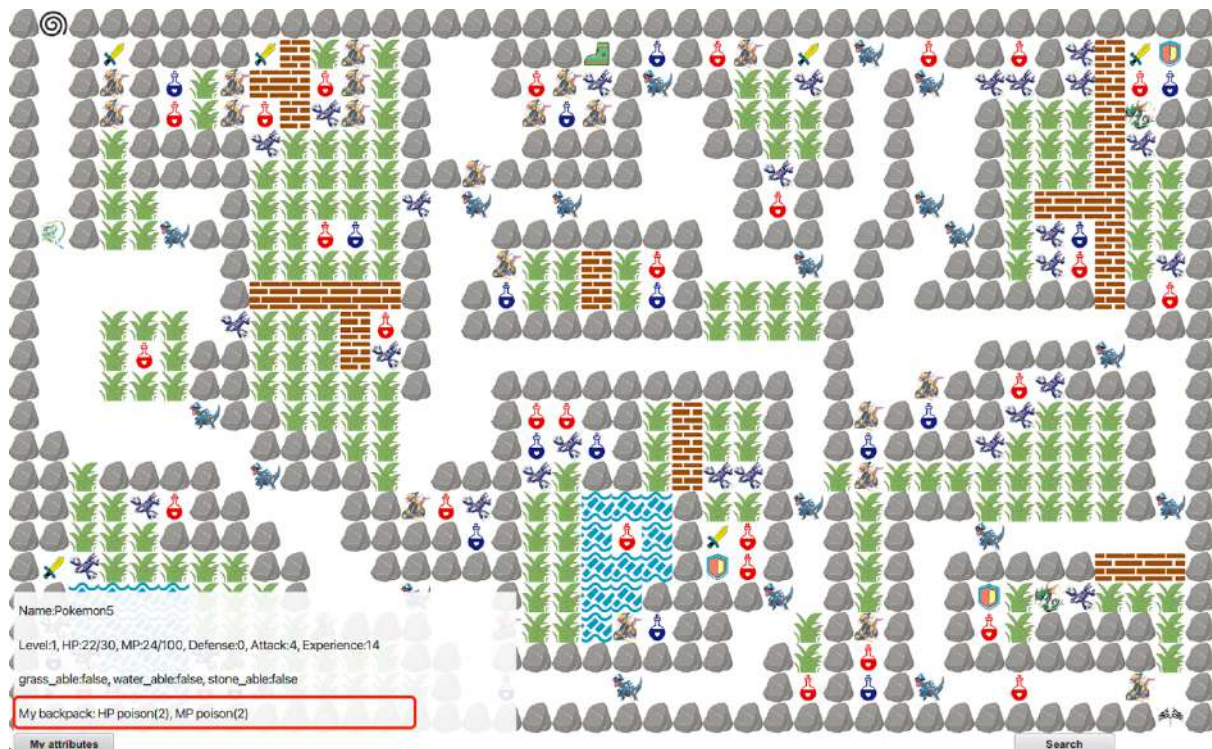 Name:Pokemon5
Level:1, HP:22/30, MP:24/100, Defense:0, Attack:4, Experience:14
grass_able:false, water_able:false, stone_able:false
My backpack: HP poison(2), MP poison(2)
My attributes
Search